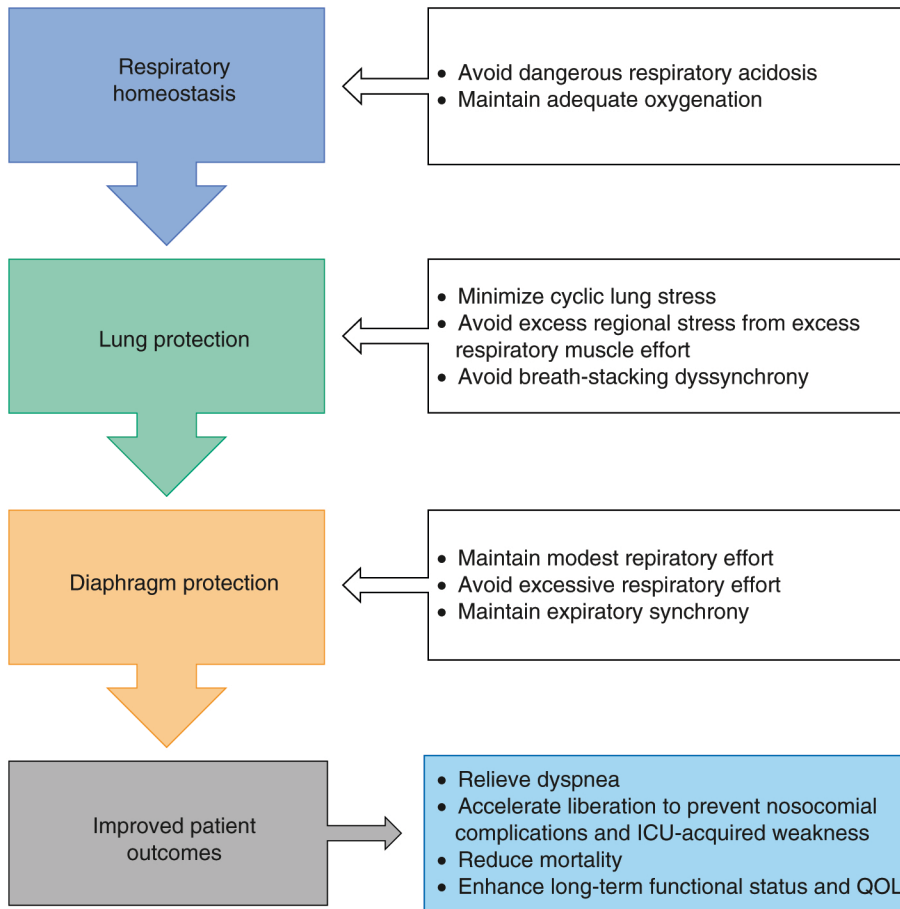 Respiratory
homeostasis
• Avoid dangerous respiratory acidosis
• Maintain adequate oxygenation
Lung protection
• Minimize cyclic lung stress
• Avoid excess regional stress from excess
respiratory muscle effort
• Avoid breath-stacking dyssynchrony
Diaphragm protection
• Maintain modest repiratory effort
• Avoid excessive respiratory effort
• Maintain expiratory synchrony
Improved patient
outcomes
• Relieve dyspnea
• Accelerate liberation to prevent nosocomial
complications and ICU-acquired weakness
• Reduce mortality
• Enhance long-term functional status and QOL